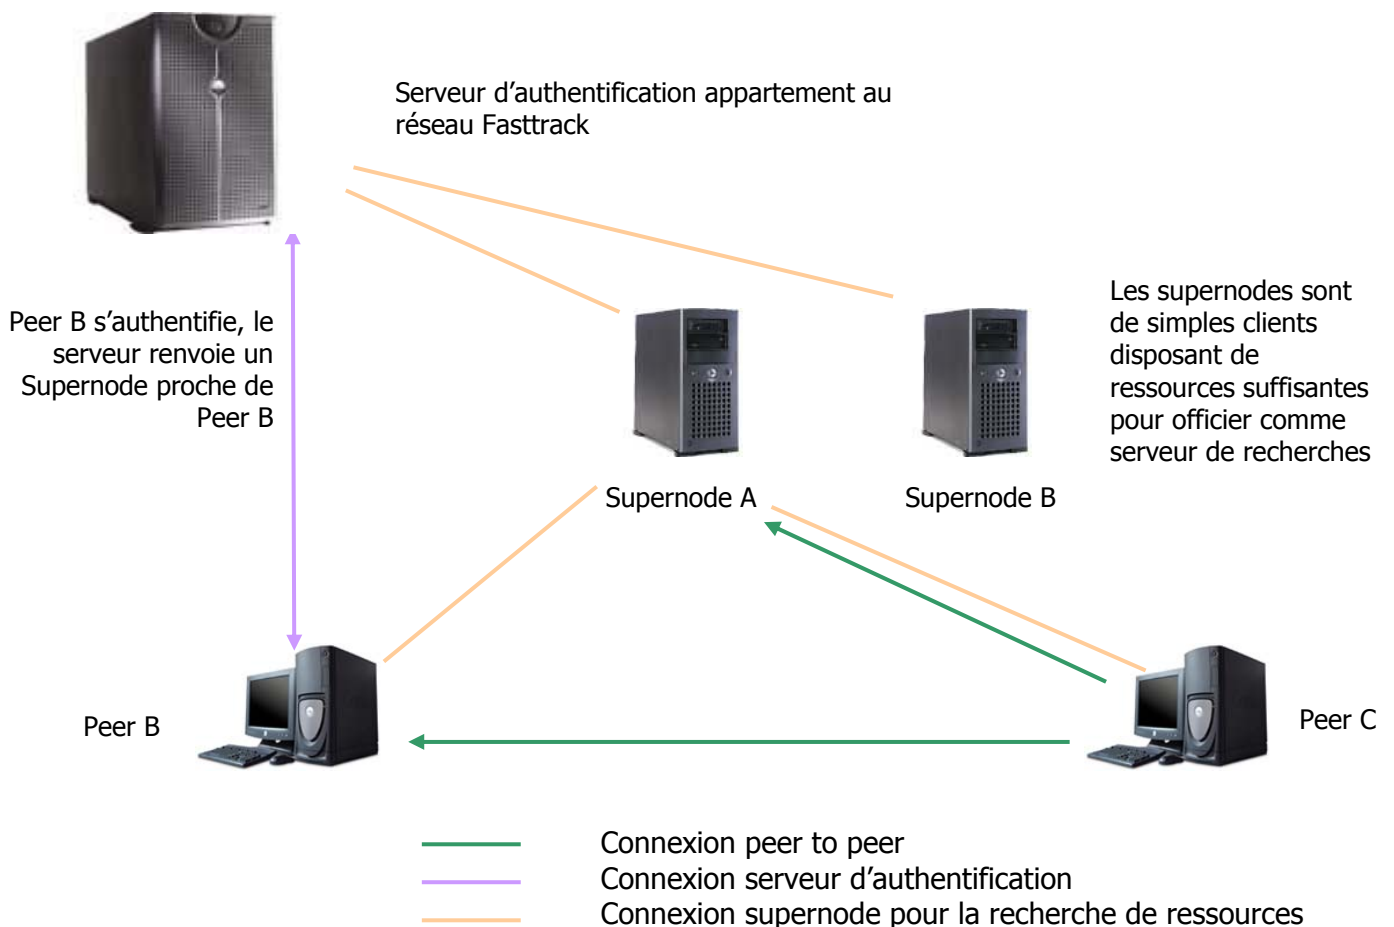 Serveur d’authentification appartement au
réseau Fasttrack
Peer B s’authentifie, le
serveur renvoie un
Supernode proche de
Peer B
Les supernodes sont
de simples clients
disposant de
ressources suffisantes
pour officier comme
serveur de recherches
Supernode A
Supernode B
Peer B
Peer C
Connexion peer to peer
Connexion serveur d’authentification
Connexion supernode pour la recherche de ressources